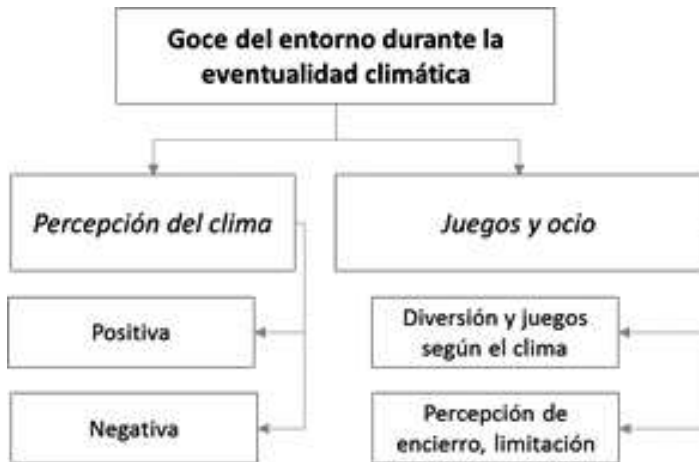 Goce del entorno durante la
eventualidad climática
Percepción del clima
Juegos y ocio
Positiva
Diversión y juegos
según el clima
Negativa
Percepción de
encierro, limitación